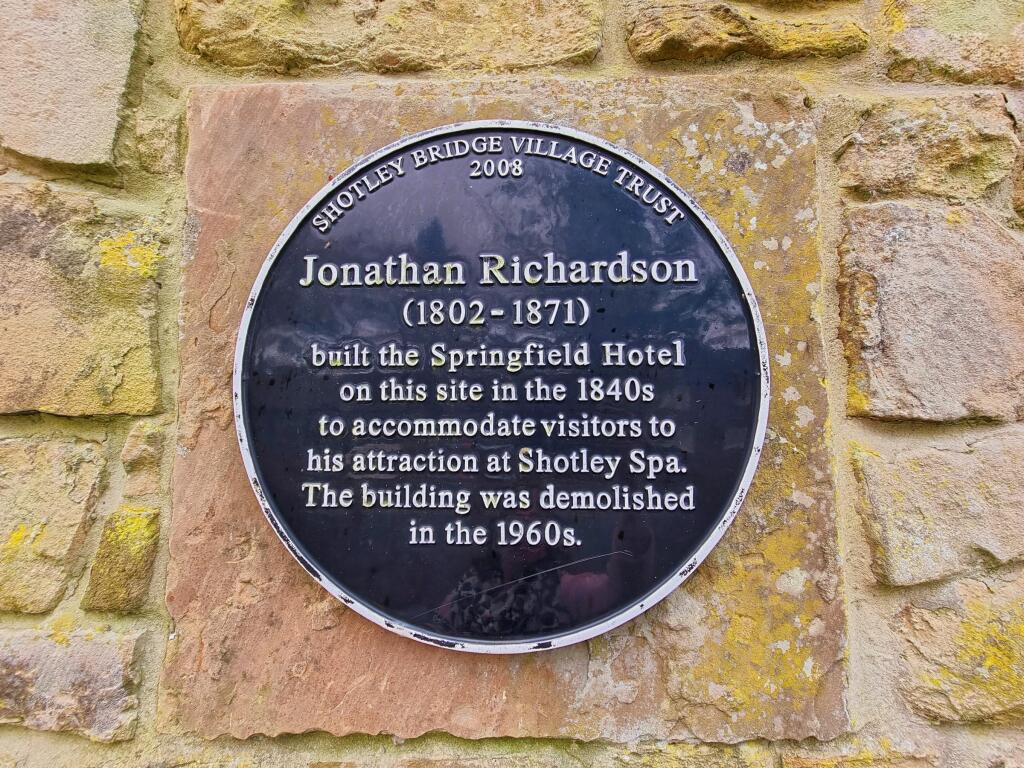 SHOTLEY BRIDGE VILLAGE TRUST
2008
Jonathan Richardson
(1802-1871)
built the Springfield Hotel
on this site in the 1840s
to accommodate visitors to
his attraction at Shotley Spa.
The building was demolished
in the 1960s.